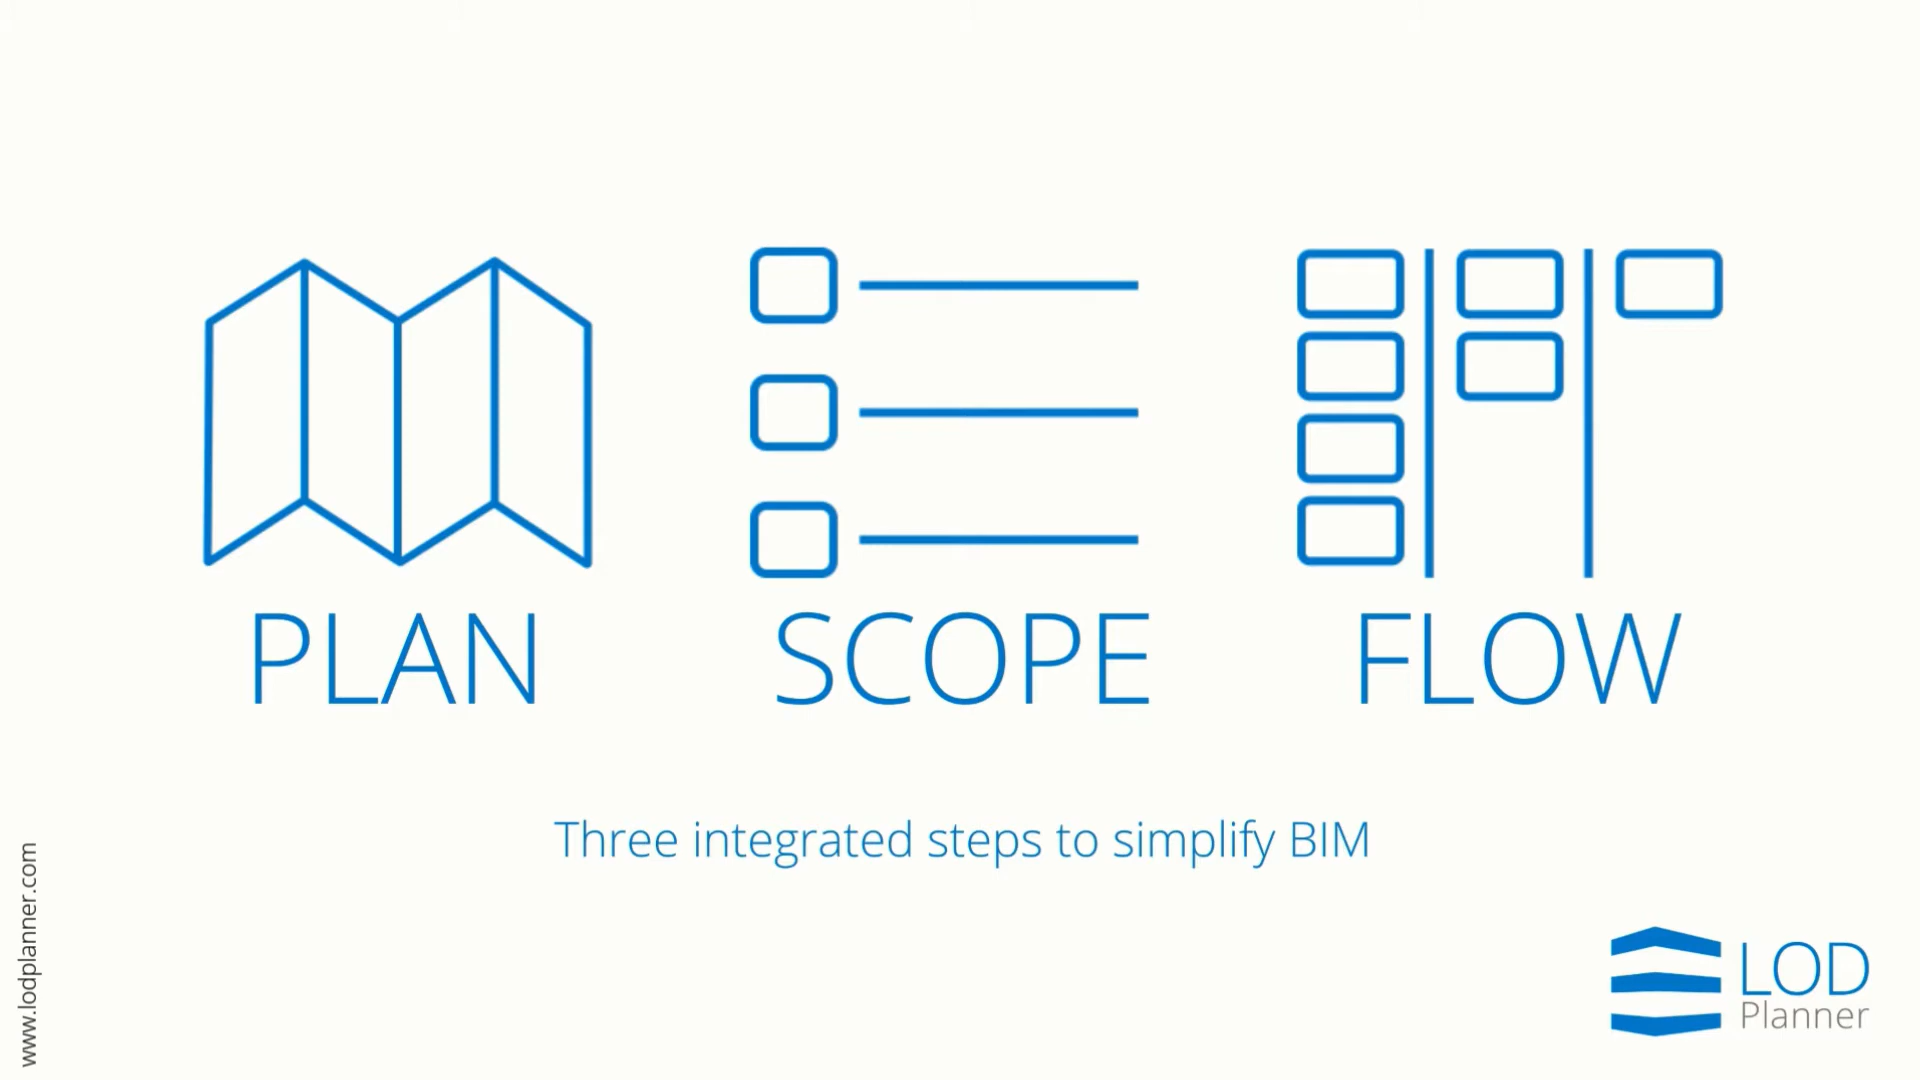 PLAN SCOPE FLOW
Three integrated steps to simplify BIM
www.lodplanner.com
LOD
Planner